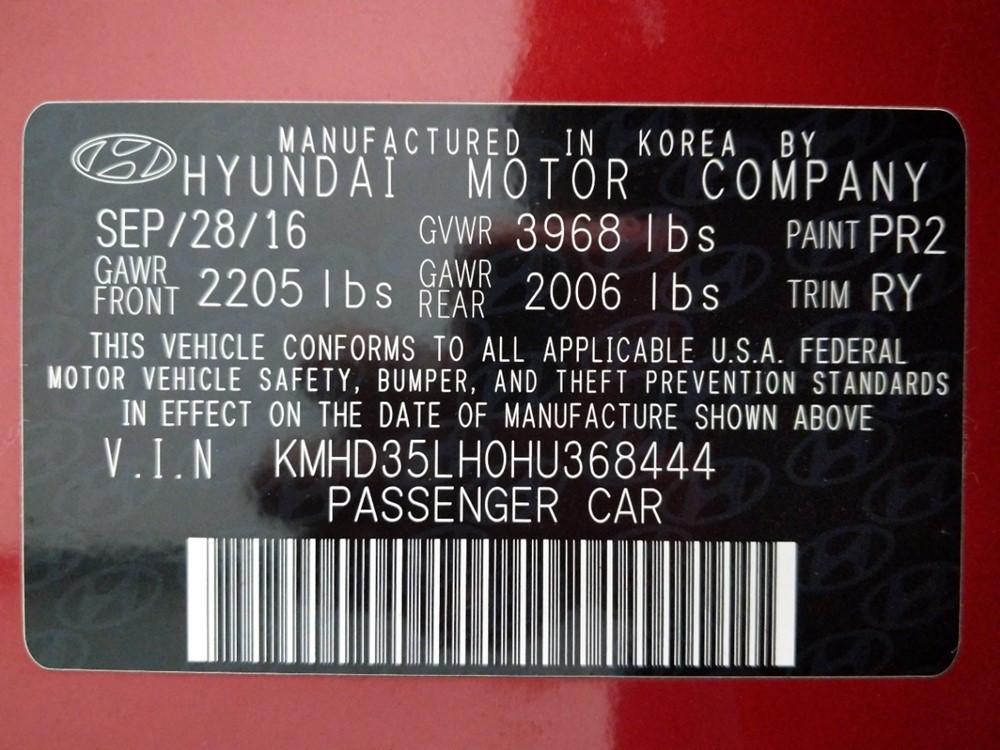 MANUFACTURED IN KOREA BY
HYUNDAI MOTOR COMPANY
SEP/28/16 GVWR 3968 lbs PAINT PR2
GAWR FRONT 2205 lbs GAWR REAR 2006 lbs TRIM RY
THIS VEHICLE CONFORMS TO ALL APPLICABLE U.S.A. FEDERAL
MOTOR VEHICLE SAFETY, BUMPER, AND THEFT PREVENTION STANDARDS
IN EFFECT ON THE DATE OF MANUFACTURE SHOWN ABOVE
V.I.N KMHD35LH0HU368444
PASSENGER CAR